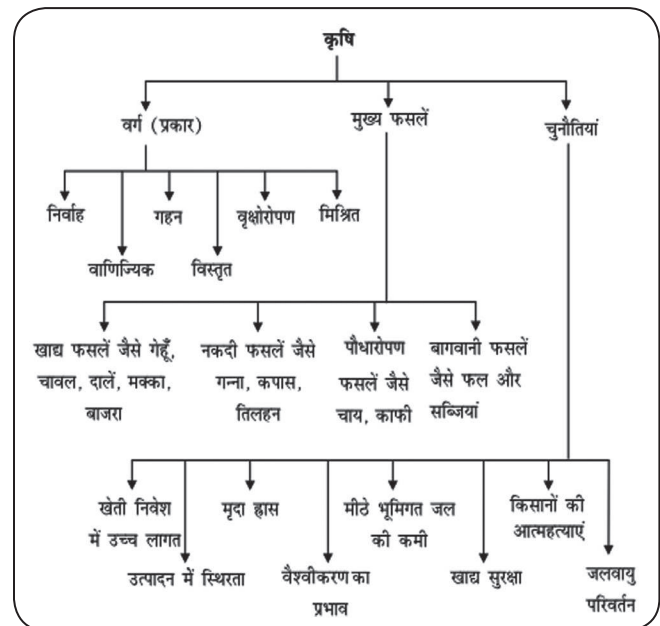 कृषि
वर्ग (प्रकार)
मुख्य फसलें
चुनौतियां
निर्वाह
गहन
वृक्षोरोपण
मिश्रित
वाणिज्यिक
विस्तृत
खाद्य फसलें जैसे गेहूँ,
चावल, दालें, मक्का,
बाजरा
नकदी फसलें जैसे
गन्ना, कपास,
तिलहन
पौधारोपण
फसलें जैसे
चाय, काफी
बागवानी फसलें
जैसे फल और
सब्जियां
खेती निवेश
में उच्च लागत
मृदा ह्रास
मीठे भूमिगत जल
की कमी
किसानों की
आत्महत्याएं
उत्पादन में स्थिरता
वैश्वीकरण का
प्रभाव
खाद्य सुरक्षा
जलवायु
परिवर्तन